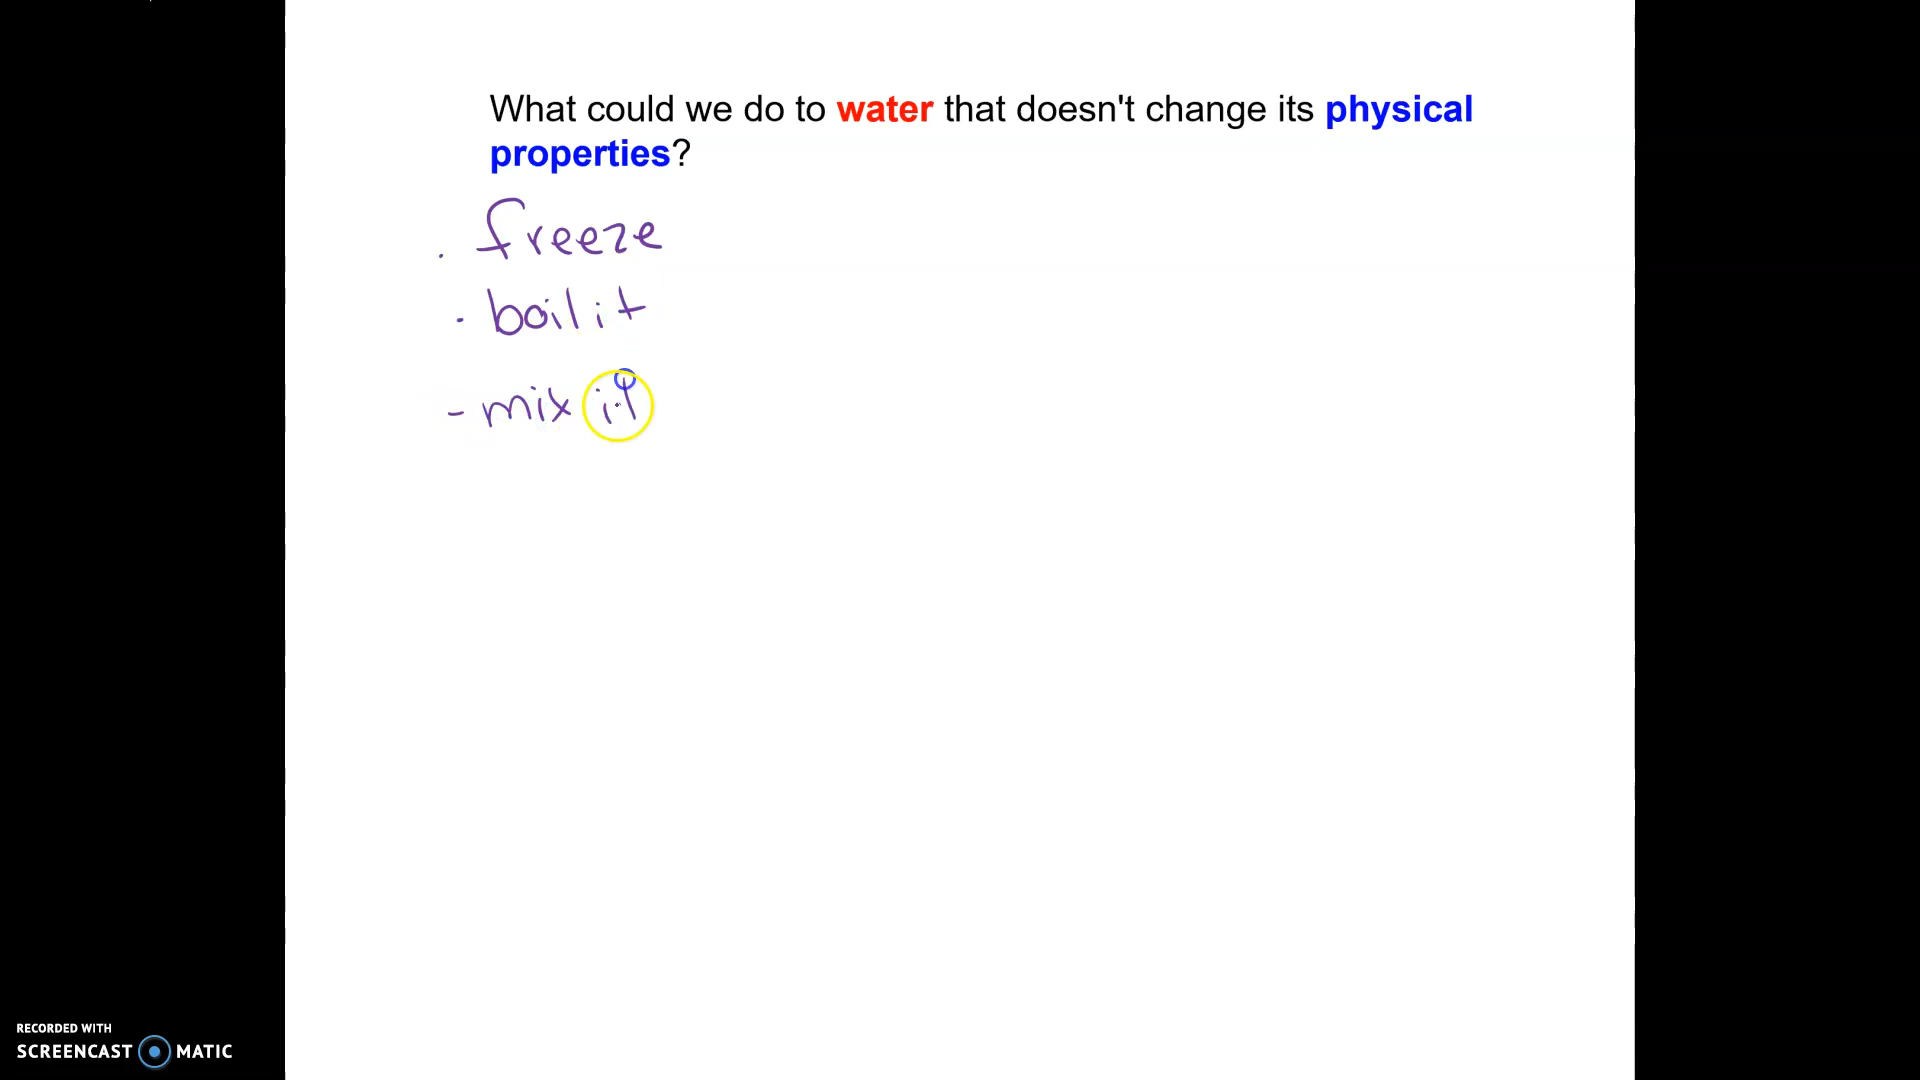 What could we do to water that doesn't change its physical
properties?
· freeze
· boil it
- mix it
RECORDED WITH
SCREENCAST MATIC